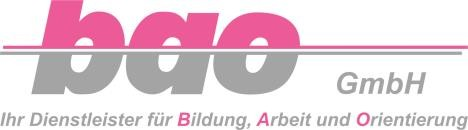 bao
GmbH
Ihr Dienstleister für Bildung, Arbeit und Orientierung